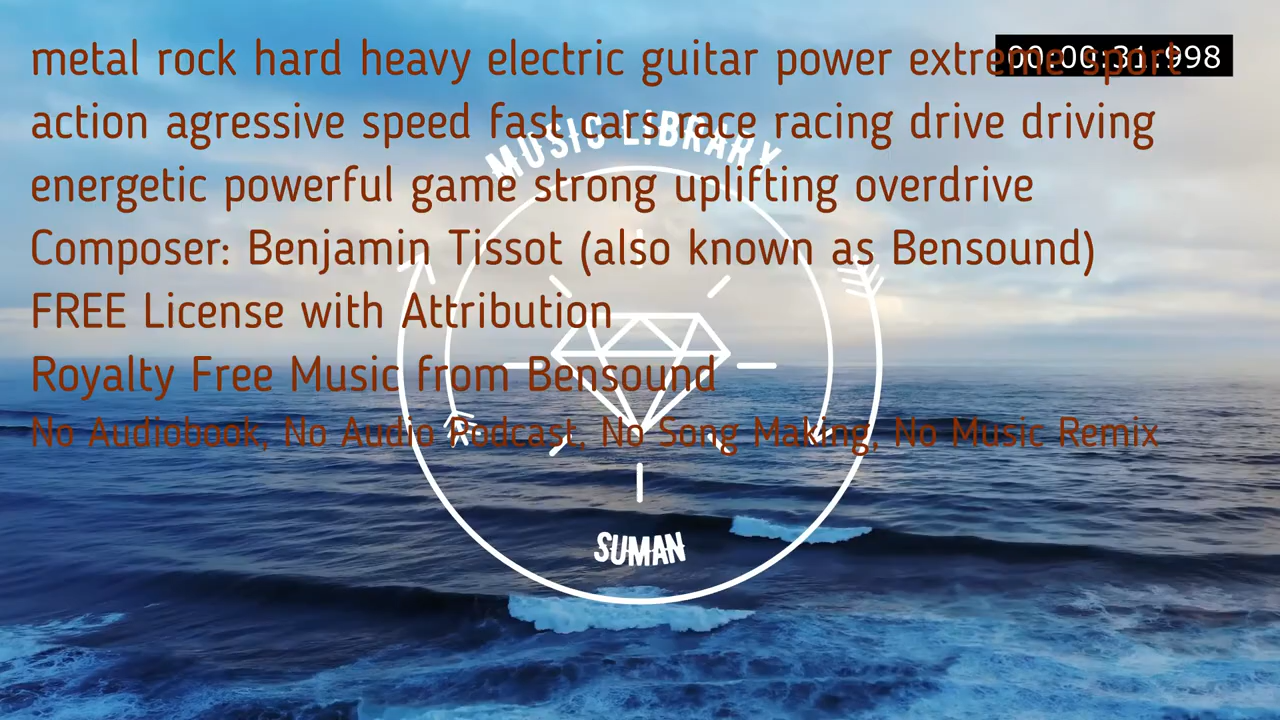 metal rock hard heavy electric guitar power extreme sport
00:00:31:998
action agressive speed fast cars race racing drive driving
MUSIC LIBRARY
energetic powerful game strong uplifting overdrive
Composer: Benjamin Tissot (also known as Bensound)
FREE License with Attribution
Royalty Free Music from Bensound
No Audiobook, No Audio Podcast, No Song Making, No Music Remix
SUMAN